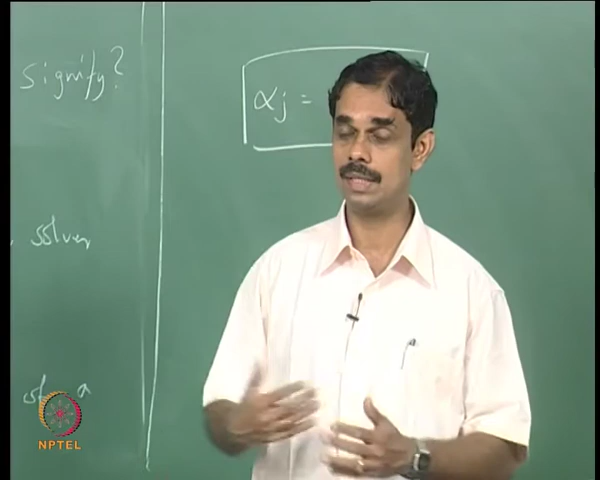 signify?
αj =
solver
a
NPTEL